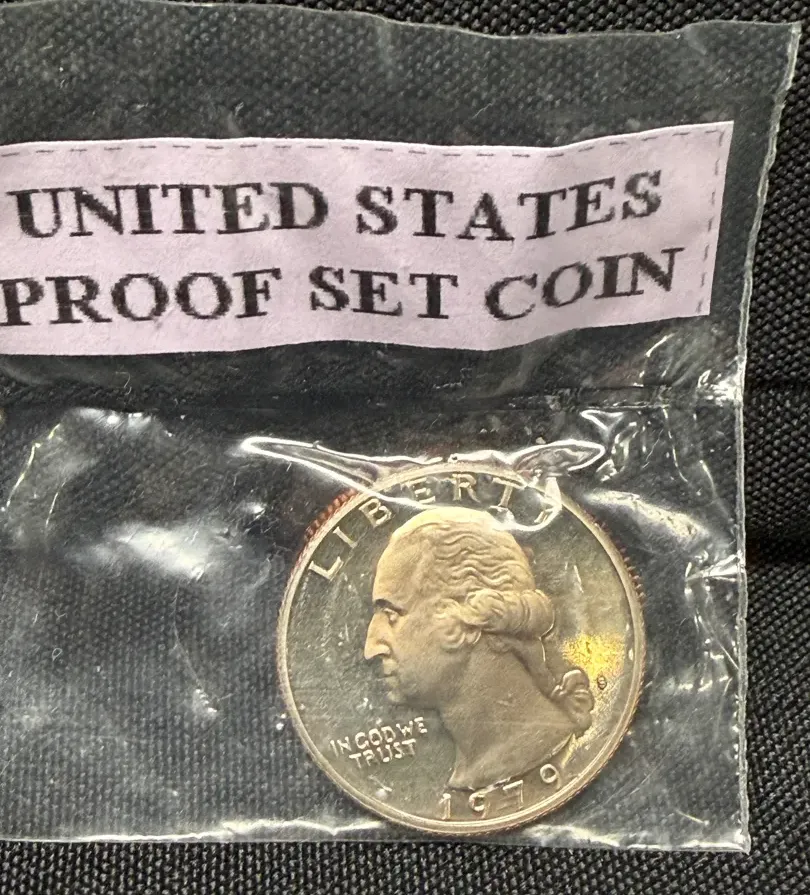 UNITED STATES
PROOF SET COIN
LIBERTY
IN GOD WE
TRUST
1979